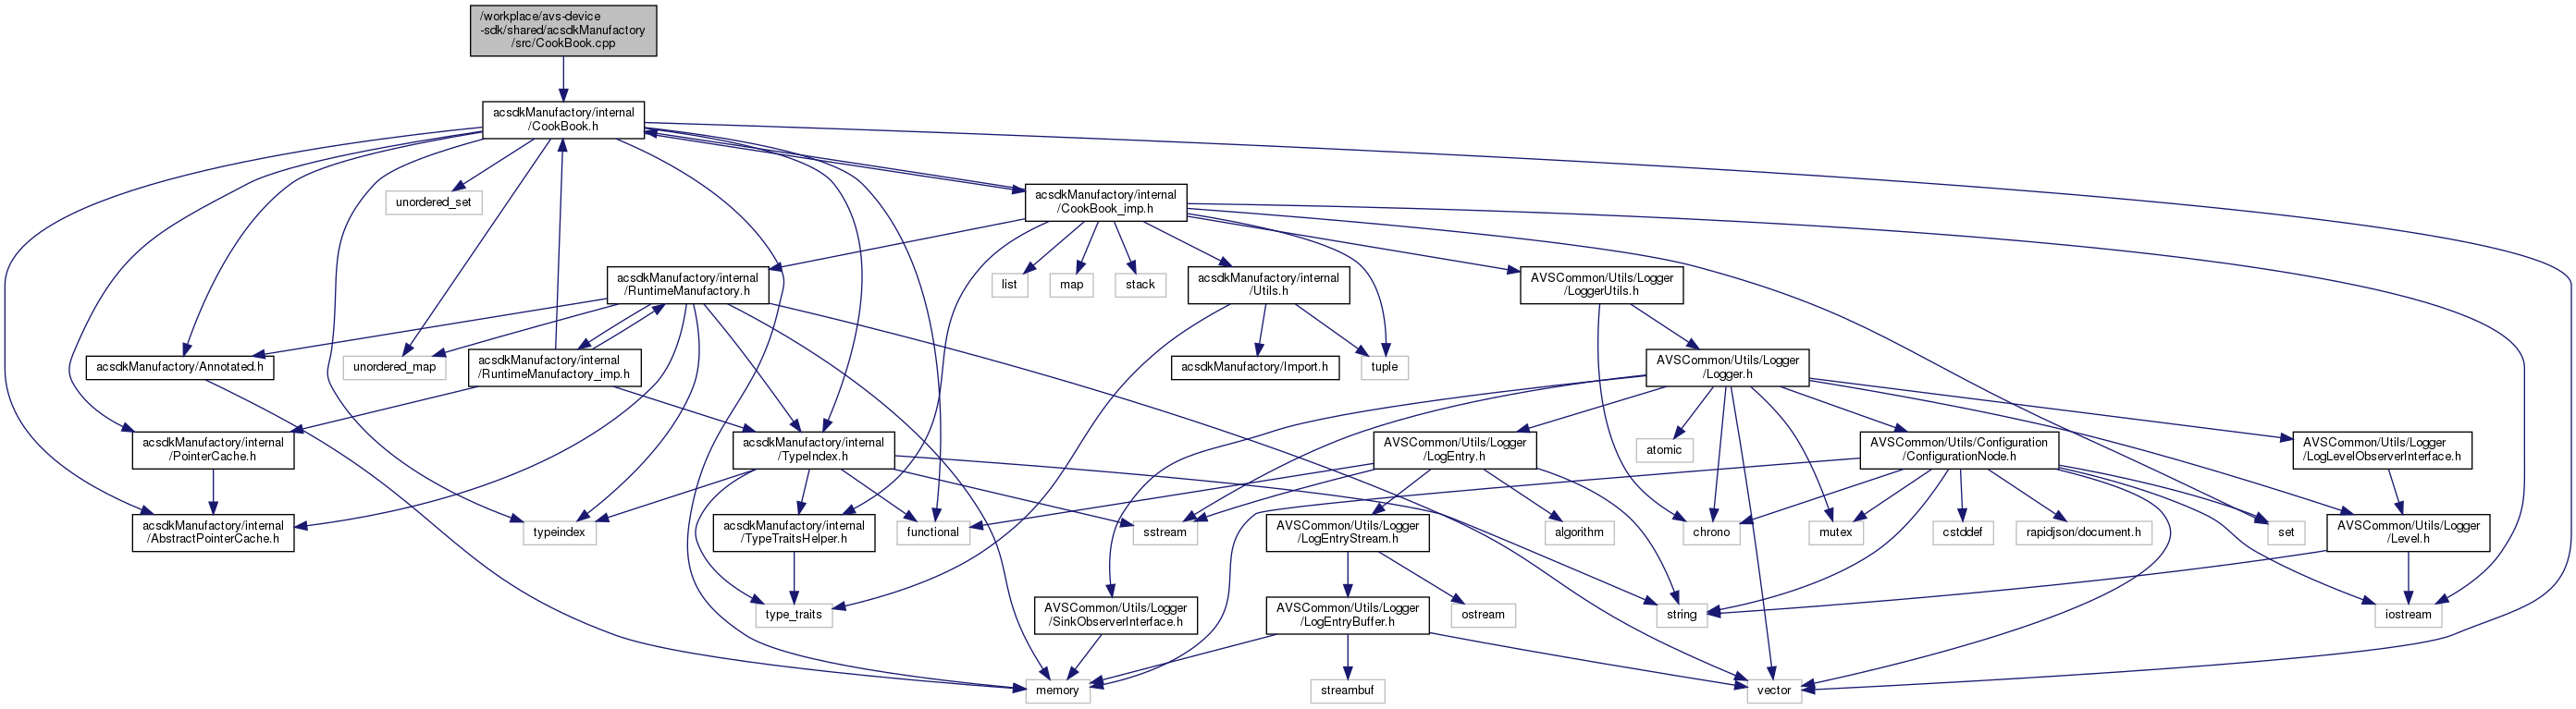 /workplace/avs-device
-sdk/shared/acsdkManufactory
/src/CookBook.cpp
acsdkManufactory/internal
/CookBook.h
unordered_set
acsdkManufactory/internal
/CookBook_imp.h
acsdkManufactory/internal
/RuntimeManufactory.h
list
map
stack
acsdkManufactory/internal
/Utils.h
AVSCommon/Utils/Logger
/LoggerUtils.h
acsdkManufactory/Annotated.h
unordered_map
acsdkManufactory/internal
/RuntimeManufactory_imp.h
acsdkManufactory/Import.h
tuple
AVSCommon/Utils/Logger
/Logger.h
acsdkManufactory/internal
/PointerCache.h
acsdkManufactory/internal
/TypeIndex.h
AVSCommon/Utils/Logger
/LogEntry.h
atomic
AVSCommon/Utils/Configuration
/ConfigurationNode.h
AVSCommon/Utils/Logger
/LogLevelObserverInterface.h
acsdkManufactory/internal
/AbstractPointerCache.h
typeindex
acsdkManufactory/internal
/TypeTraitsHelper.h
functional
sstream
AVSCommon/Utils/Logger
/LogEntryStream.h
algorithm
chrono
mutex
cstddef
rapidjson/document.h
set
AVSCommon/Utils/Logger
/Level.h
type_traits
AVSCommon/Utils/Logger
/SinkObserverInterface.h
AVSCommon/Utils/Logger
/LogEntryBuffer.h
ostream
string
iostream
memory
streambuf
vector